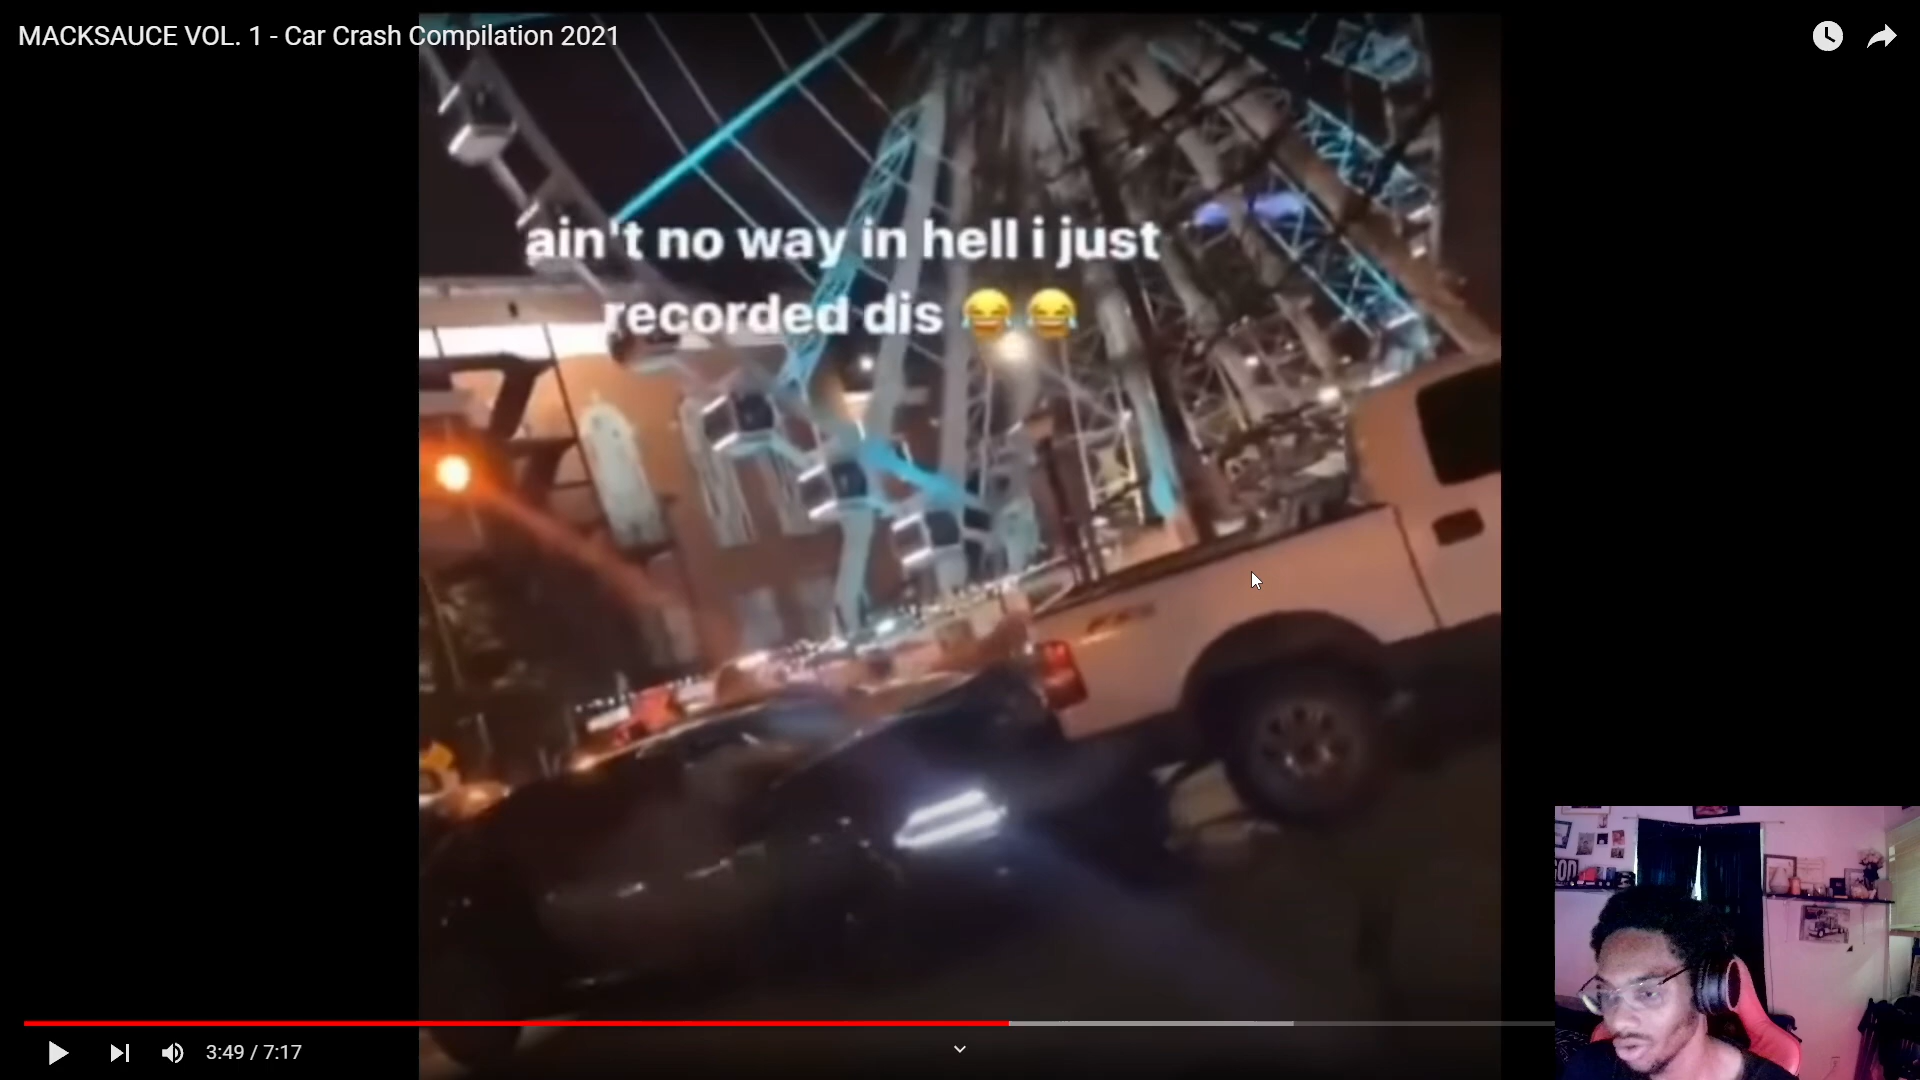 MACKSAUCE VOL. 1 - Car Crash Compilation 2021
ain't no way in hell i just
recorded dis 😂😂
3:49 / 7:17